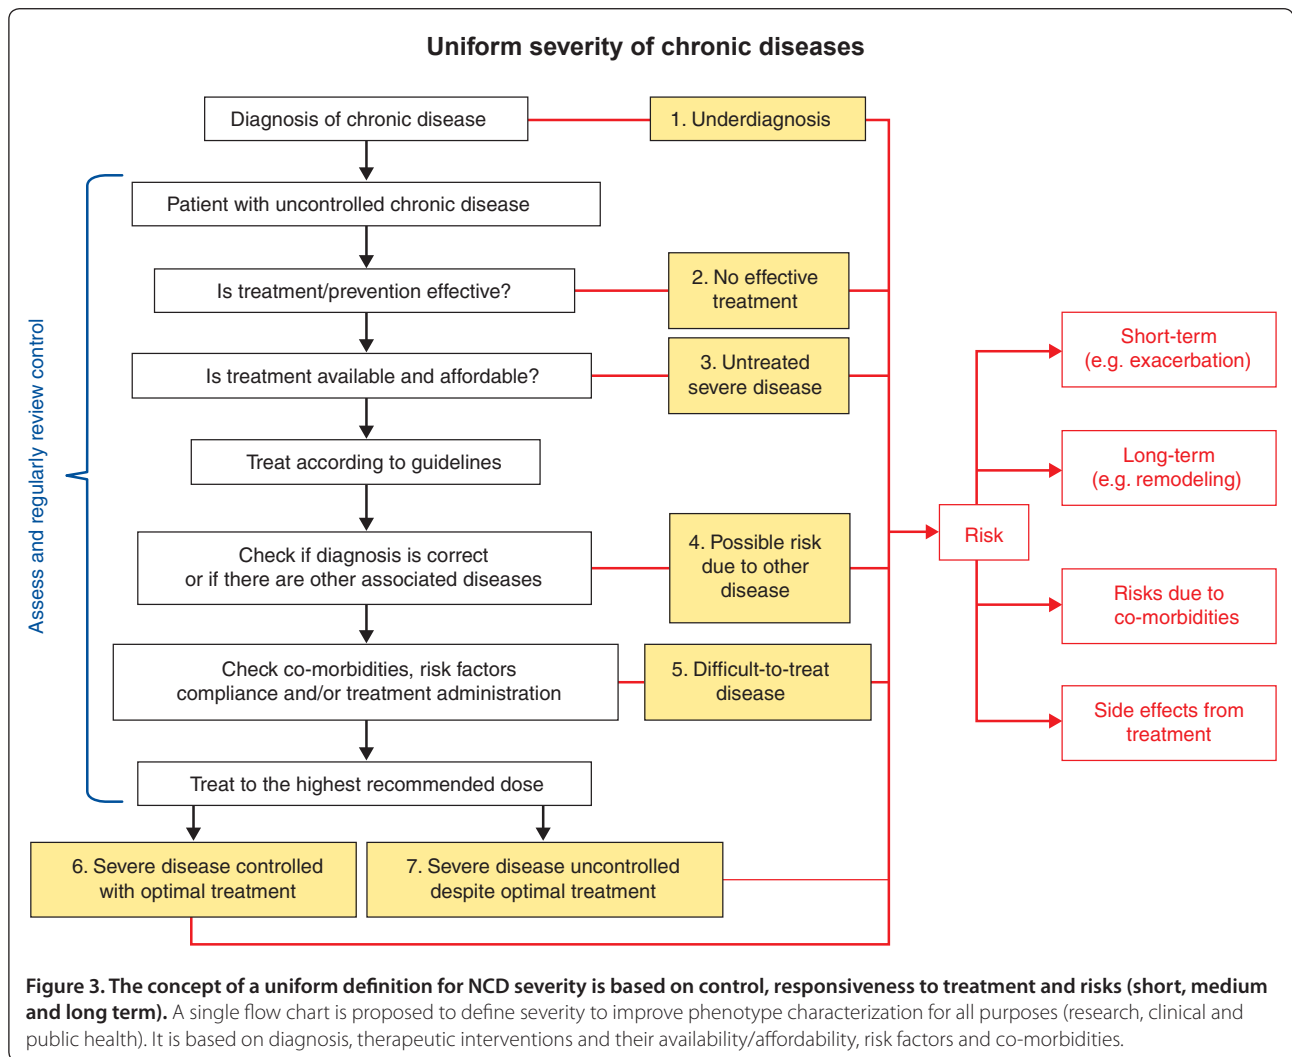 Uniform severity of chronic diseases
Diagnosis of chronic disease
1. Underdiagnosis
Patient with uncontrolled chronic disease
Is treatment/prevention effective?
2. No effective
treatment
Is treatment available and affordable?
3. Untreated
severe disease
Treat according to guidelines
Check if diagnosis is correct
or if there are other associated diseases
4. Possible risk
due to other
disease
Check co-morbidities, risk factors
compliance and/or treatment administration
5. Difficult-to-treat
disease
Treat to the highest recommended dose
6. Severe disease controlled
with optimal treatment
7. Severe disease uncontrolled
despite optimal treatment
Assess and regularly review control
Risk
Short-term
(e.g. exacerbation)
Long-term
(e.g. remodeling)
Risks due to
co-morbidities
Side effects from
treatment
Figure 3. The concept of a uniform definition for NCD severity is based on control, responsiveness to treatment and risks (short, medium
and long term). A single flow chart is proposed to define severity to improve phenotype characterization for all purposes (research, clinical and
public health). It is based on diagnosis, therapeutic interventions and their availability/affordability, risk factors and co-morbidities.